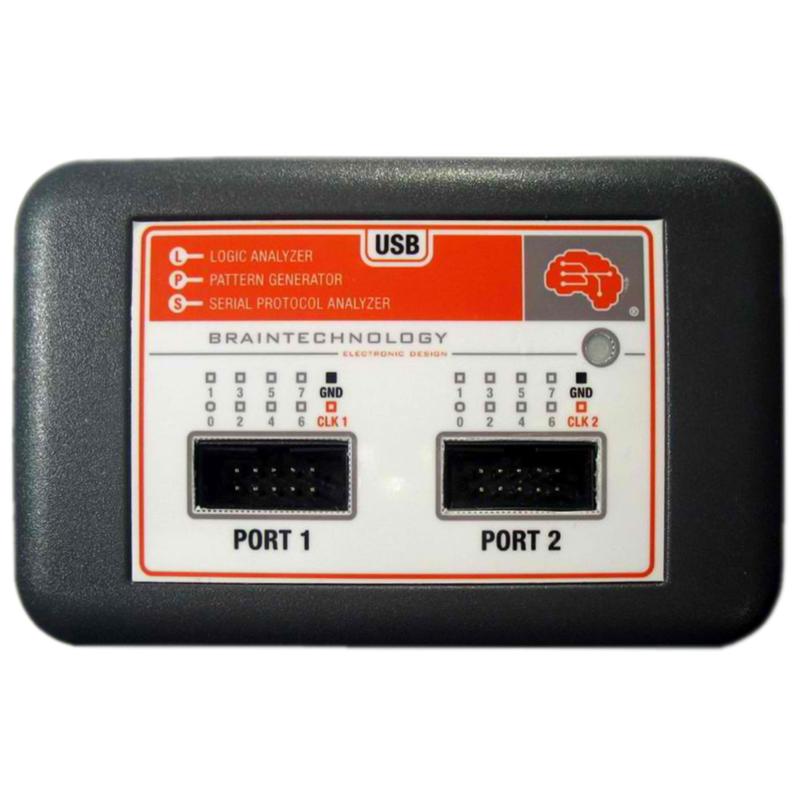 USB
L LOGIC ANALYZER
P PATTERN GENERATOR
S SERIAL PROTOCOL ANALYZER
BT
®
BRAINTECHNOLOGY
ELECTRONIC DESIGN
1 3 5 7 GND
0 2 4 6 CLK 1
1 3 5 7 GND
0 2 4 6 CLK 2
PORT 1
PORT 2